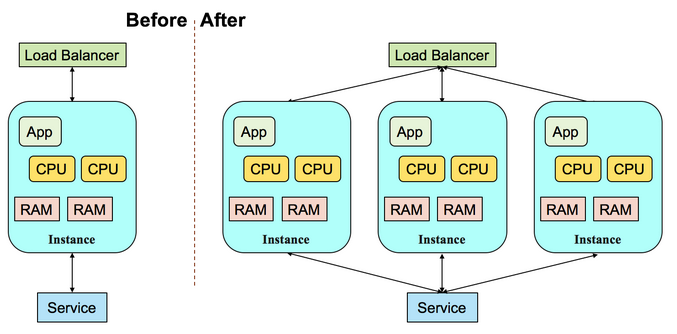 Before After
Load Balancer
App
CPU CPU
RAM RAM
Instance
Service
Load Balancer
App
CPU CPU
RAM RAM
Instance
App
CPU CPU
RAM RAM
Instance
App
CPU CPU
RAM RAM
Instance
Service